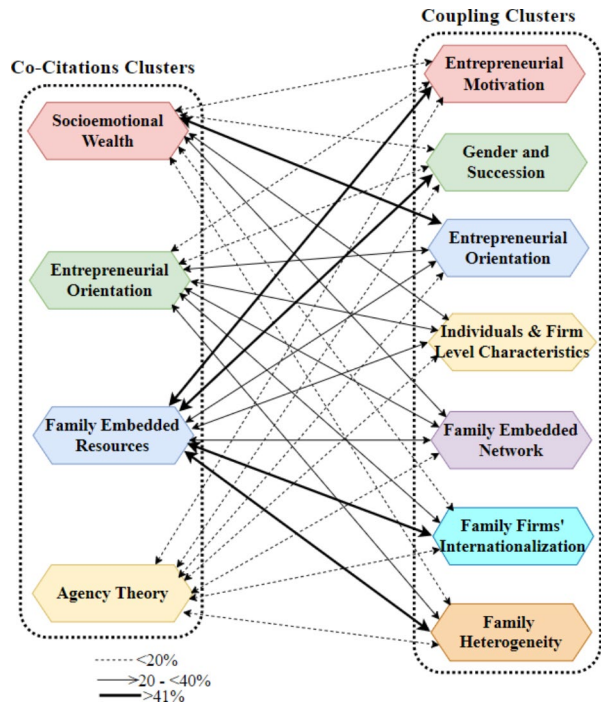 Coupling Clusters
Co-Citations Clusters
Entrepreneurial
Motivation
Socioemotional
Wealth
Gender and
Succession
Entrepreneurial
Orientation
Entrepreneurial
Orientation
Individuals & Firm
Level Characteristics
Family Embedded
Resources
Family Embedded
Network
Family Firms'
Internationalization
Agency Theory
Family
Heterogeneity
<20%
20 - <40%
>41%